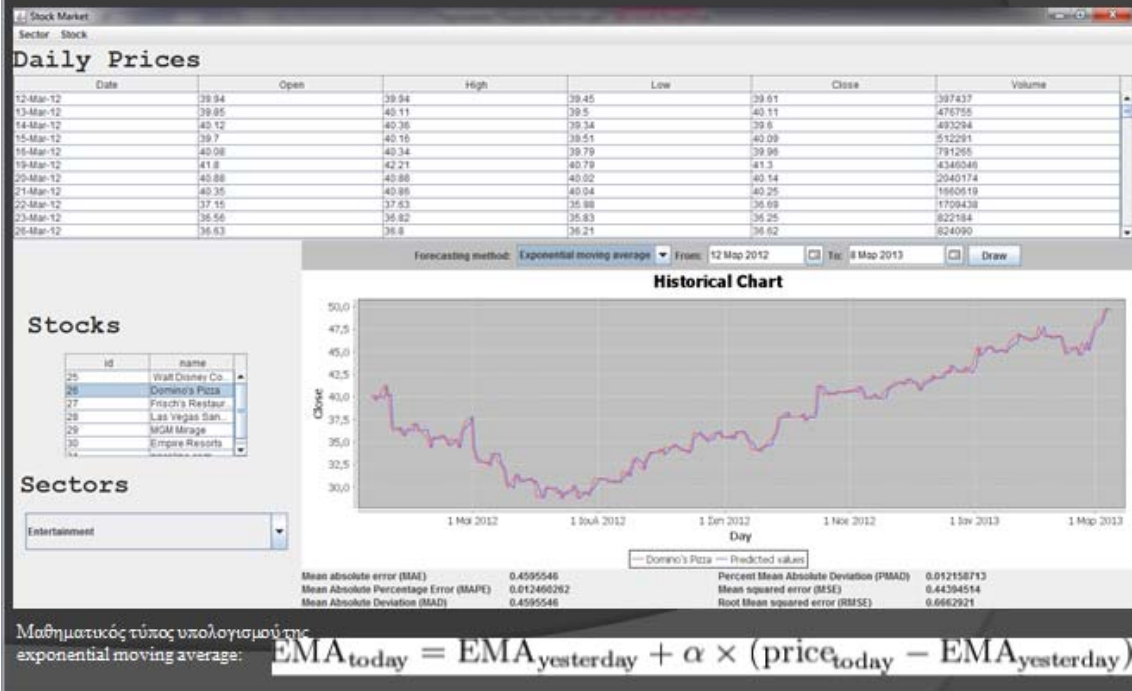 Stock Market
Sector Stock
Daily Prices
Date Open High Low Close Volume
12-Mar-12 39.94 39.94 39.45 39.61 397437
13-Mar-12 39.85 40.11 39.5 40.11 476755
14-Mar-12 40.12 40.36 39.34 39.6 493294
15-Mar-12 39.7 40.16 39.51 40.09 512291
16-Mar-12 40.08 40.34 39.79 39.96 791265
19-Mar-12 41.8 42.21 40.79 41.3 4346046
20-Mar-12 40.88 40.88 40.02 40.14 2040174
21-Mar-12 40.35 40.86 40.04 40.25 1660619
22-Mar-12 37.15 37.63 35.98 36.69 1709438
23-Mar-12 36.56 36.82 35.83 36.25 822184
26-Mar-12 36.63 36.8 36.21 36.62 824090
Forecasting method: Exponential moving average From: 12 Μαρ 2012 To: 8 Μαρ 2013 Draw
Historical Chart
Stocks
id name
25 Walt Disney Co...
26 Domino's Pizza
27 Frisch's Restaur...
28 Las Vegas San...
29 MGM Mirage
30 Empire Resorts
Sectors
Entertainment
50,0
47,5
45,0
42,5
40,0
37,5
35,0
32,5
30,0
Close
1 Μαϊ 2012 1 Ιουλ 2012 1 Σεπ 2012 1 Νοε 2012 1 Ιαν 2013 1 Μαρ 2013
Day
Domino's Pizza Predicted values
Mean absolute error (MAE) 0.4595546 Percent Mean Absolute Deviation (PMAD) 0.012158713
Mean Absolute Percentage Error (MAPE) 0.012460262 Mean squared error (MSE) 0.44394514
Mean Absolute Deviation (MAD) 0.4595546 Root Mean squared error (RMSE) 0.6662921
Μαθηματικός τύπος υπολογισμού της
exponential moving average:
EMA_today = EMA_yesterday + α × (price_today − EMA_yesterday)